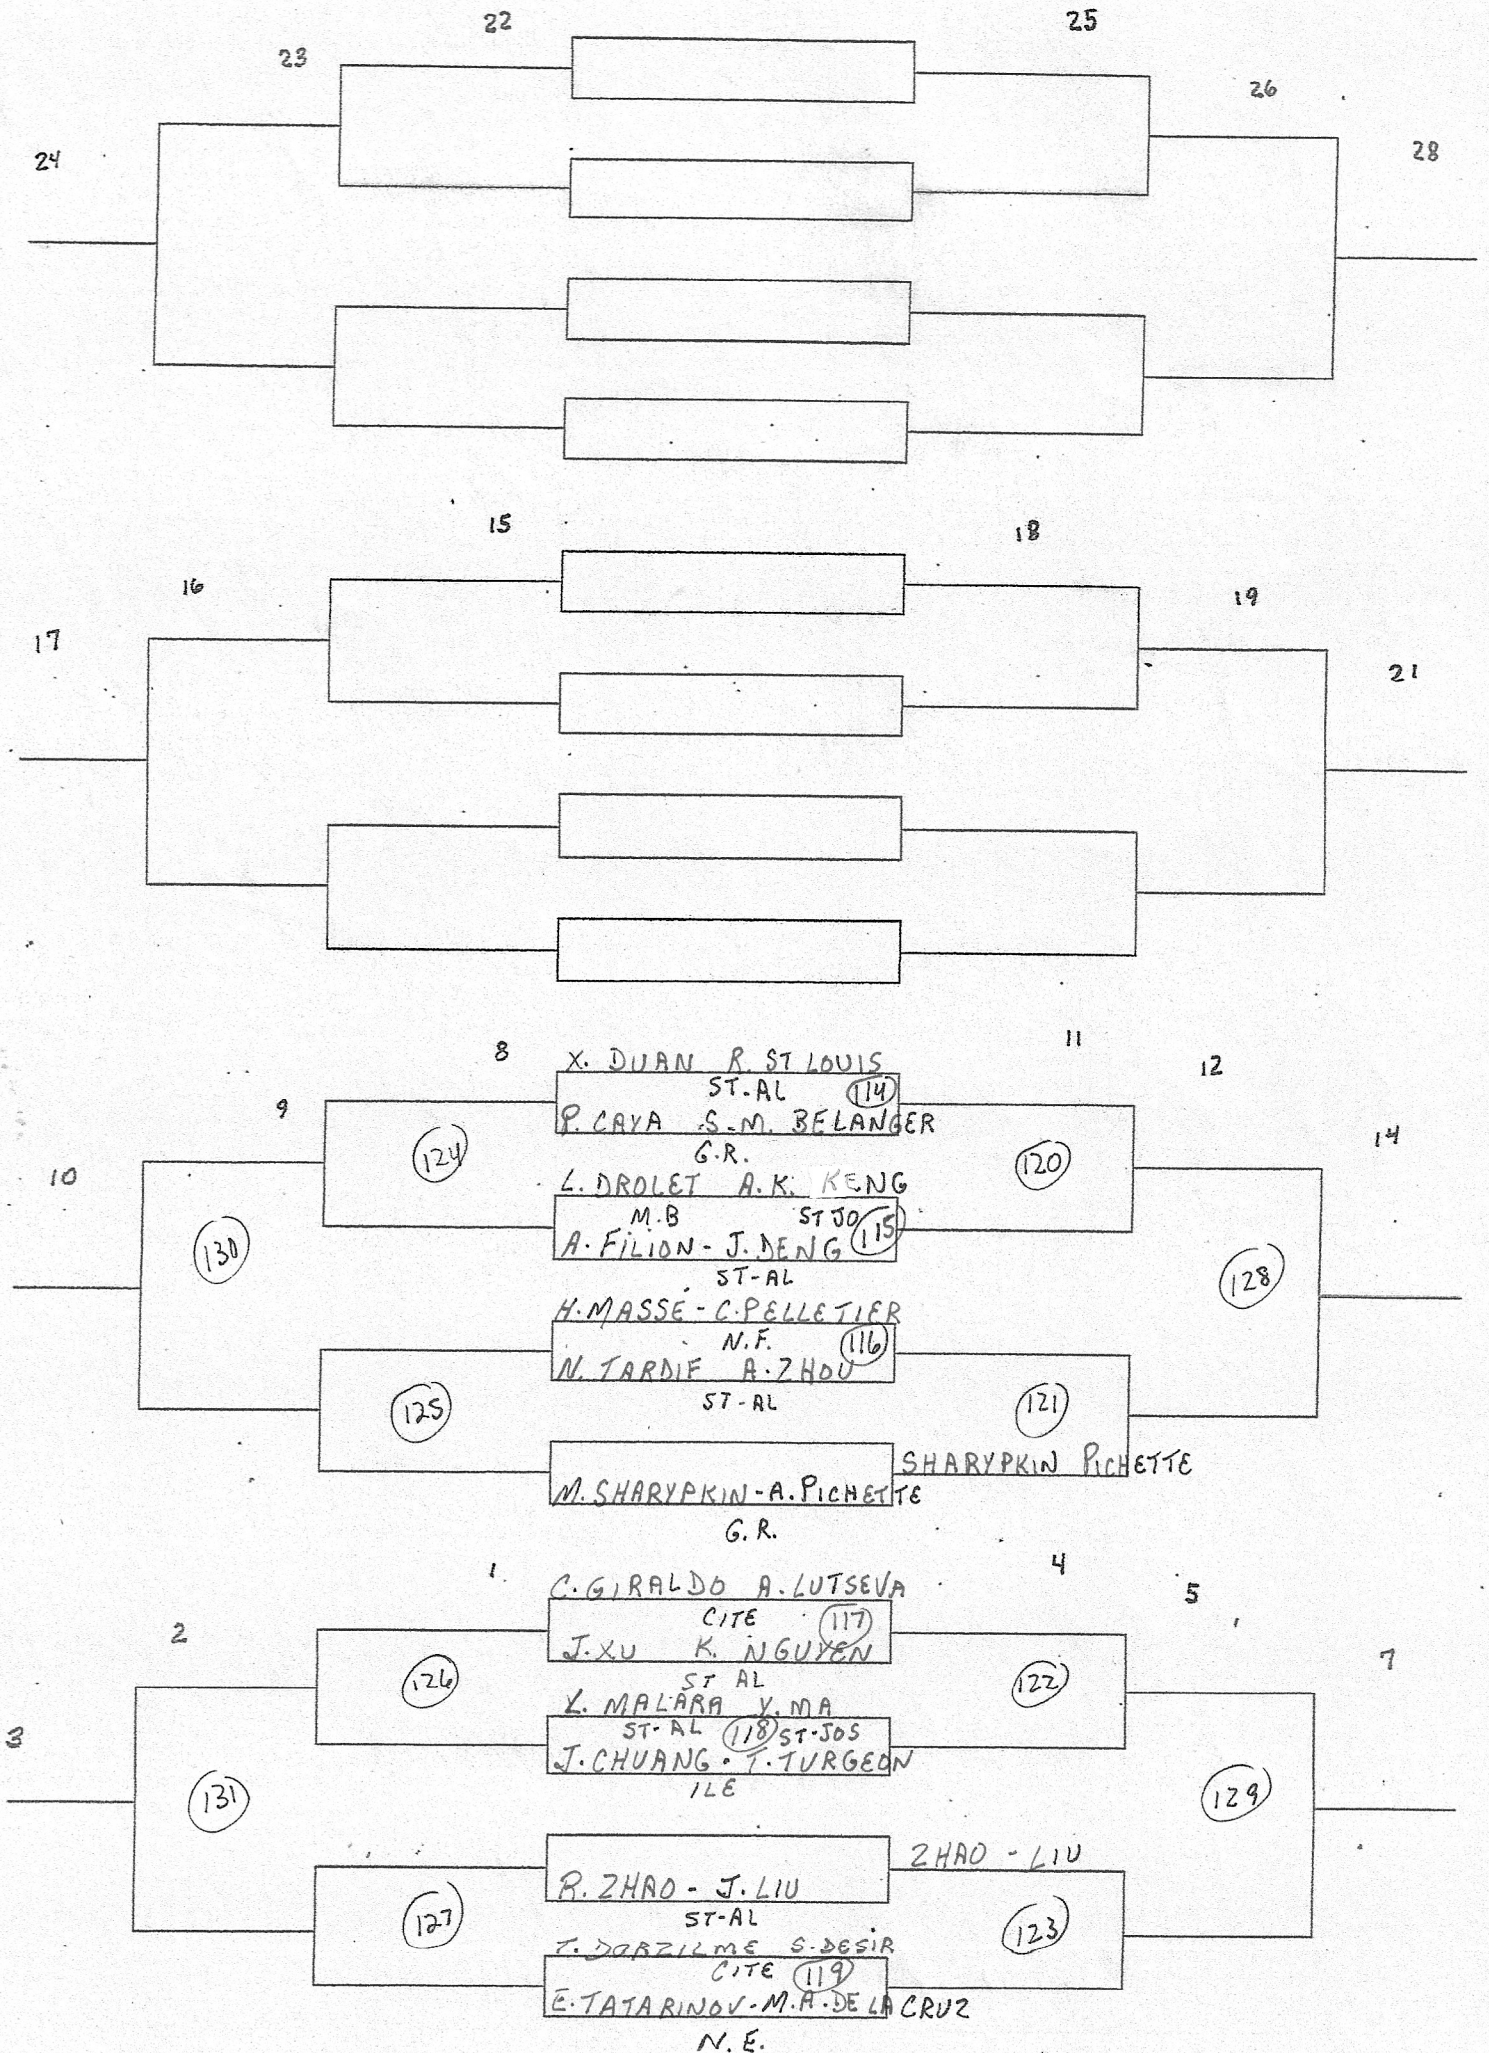 22 25
23
26
24 28
15 18
16 19
17 21
8 X. DUAN R. ST LOUIS 11
ST-AL 114 12
9 P. CAYA S-M. BELANGER
124 G.R. 120 14
10 L. DROLET A.K. KENG
M.B ST JO 115
130 A. FILION - J. DENG 128
ST-AL
H. MASSE - C. PELLETIER
N.F. 116
N. TARDIF A. ZHOU
125 ST-AL 121
SHARYPKIN PICHETTE
M. SHARYPKIN - A. PICHETTE
G.R.
1 C. GIRALDO A. LUTSEVA 4
CITE 117 5
2 J. XU K. NGUYEN
126 ST AL 122 7
MALARA Y. MA
3 ST-AL 118 ST-JOS
J. CHUANG - T. TURGEON
131 ILE 129
ZHAO - LIU
R. ZHAO - J. LIU
127 ST-AL 123
T. DORZILME S. DESIR
CITE 119
E. TATARINOV - M.A. DE LA CRUZ
N.E.